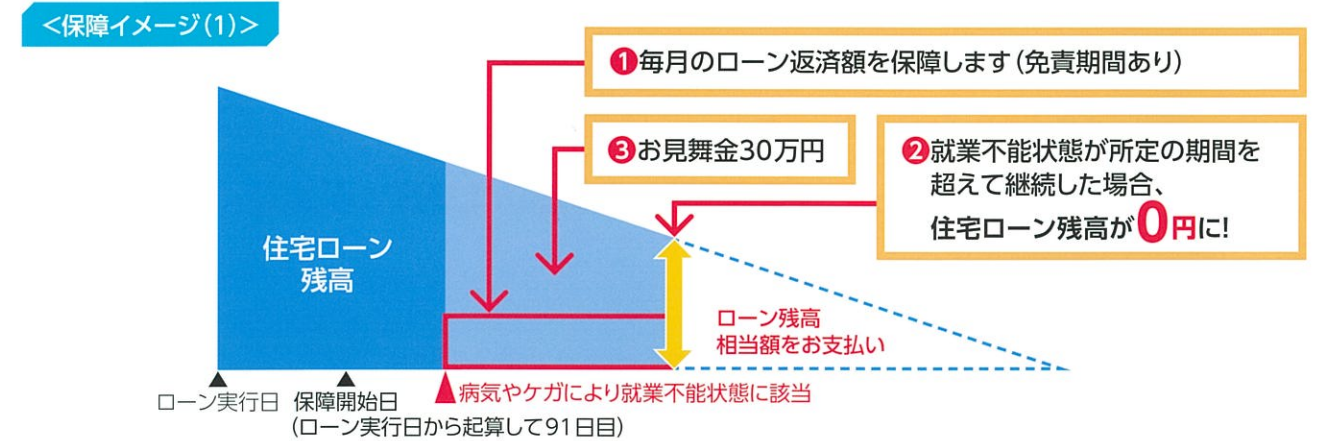 <保障イメージ(1)>
❶毎月のローン返済額を保障します(免責期間あり)
❸お見舞金30万円
❷就業不能状態が所定の期間を
超えて継続した場合、
住宅ローン残高が0円に!
住宅ローン
残高
ローン残高
相当額をお支払い
ローン実行日
保障開始日
(ローン実行日から起算して91日目)
病気やケガにより就業不能状態に該当